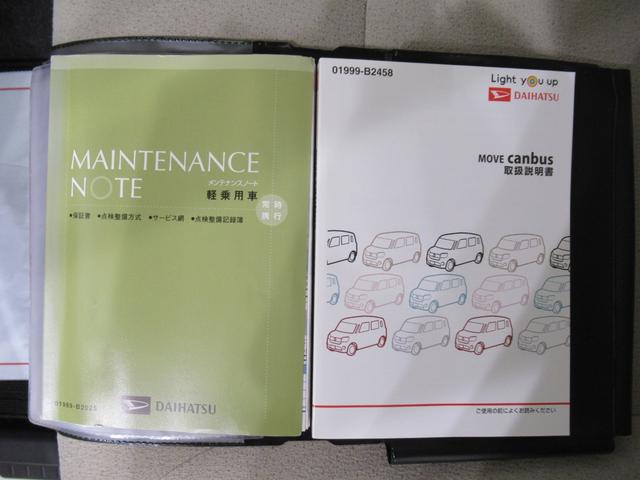 MAINTENANCE
NOTE
メンテナンスノート
軽乗用車
常時
携行
•保証書 •点検整備方式 •サービス網 •点検整備記録簿
DAIHATSU
01999-B2458
Light you up
DAIHATSU
MOVE canbus
取扱説明書
ご使用の前によくお読みください